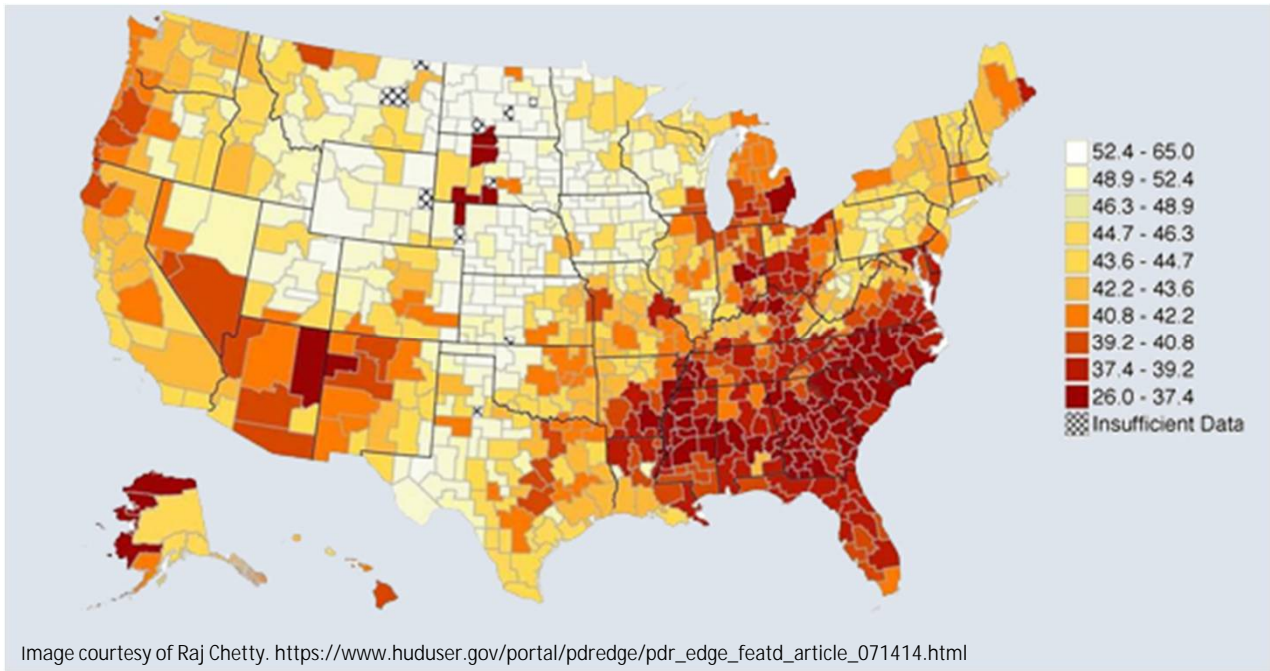 52.4 - 65.0
48.9 - 52.4
46.3 - 48.9
44.7 - 46.3
43.6 - 44.7
42.2 - 43.6
40.8 - 42.2
39.2 - 40.8
37.4 - 39.2
26.0 - 37.4
Insufficient Data
Image courtesy of Raj Chetty. https://www.huduser.gov/portal/pdredge/pdr_edge_featd_article_071414.html